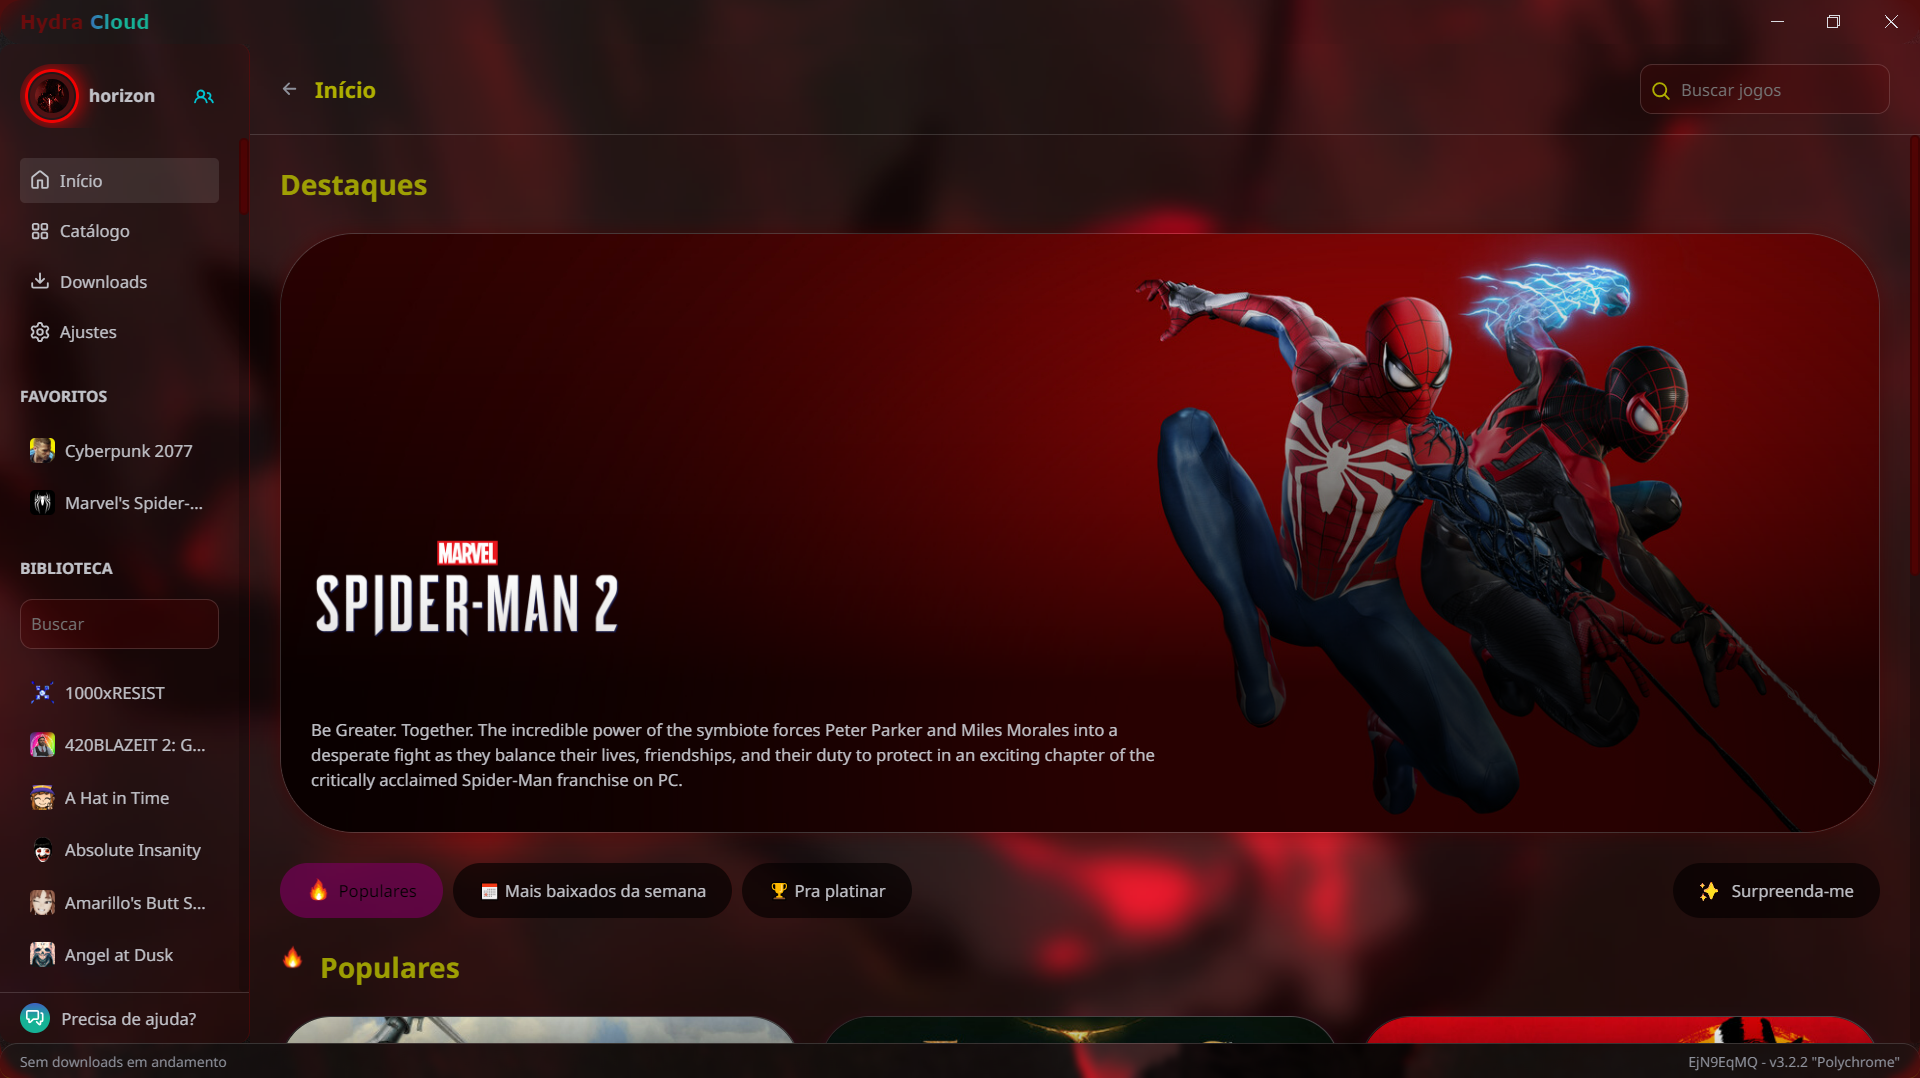 Hydra Cloud
horizon
Início
Buscar jogos
Início
Catálogo
Downloads
Ajustes
FAVORITOS
Cyberpunk 2077
Marvel's Spider-...
BIBLIOTECA
Buscar
1000xRESIST
420BLAZEIT 2: G...
A Hat in Time
Absolute Insanity
Amarillo's Butt S...
Angel at Dusk
Precisa de ajuda?
Destaques
MARVEL
SPIDER-MAN 2
Be Greater. Together. The incredible power of the symbiote forces Peter Parker and Miles Morales into a
desperate fight as they balance their lives, friendships, and their duty to protect in an exciting chapter of the
critically acclaimed Spider-Man franchise on PC.
Populares
Mais baixados da semana
Pra platinar
Surpreenda-me
Populares
Sem downloads em andamento
EjN9EqMQ - v3.2.2 "Polychrome"